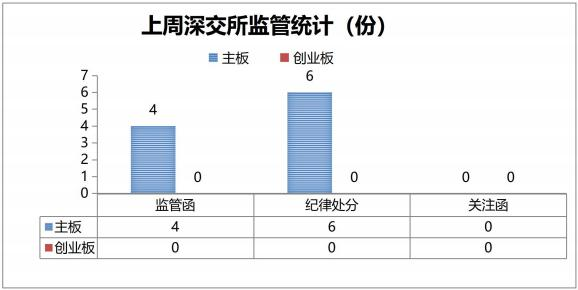 上周深交所监管统计（份）
主板 创业板
7
6
5
4
3
2
1
0
4 0
6 0
0 0
监管函 纪律处分 关注函
主板 4 6 0
创业板 0 0 0